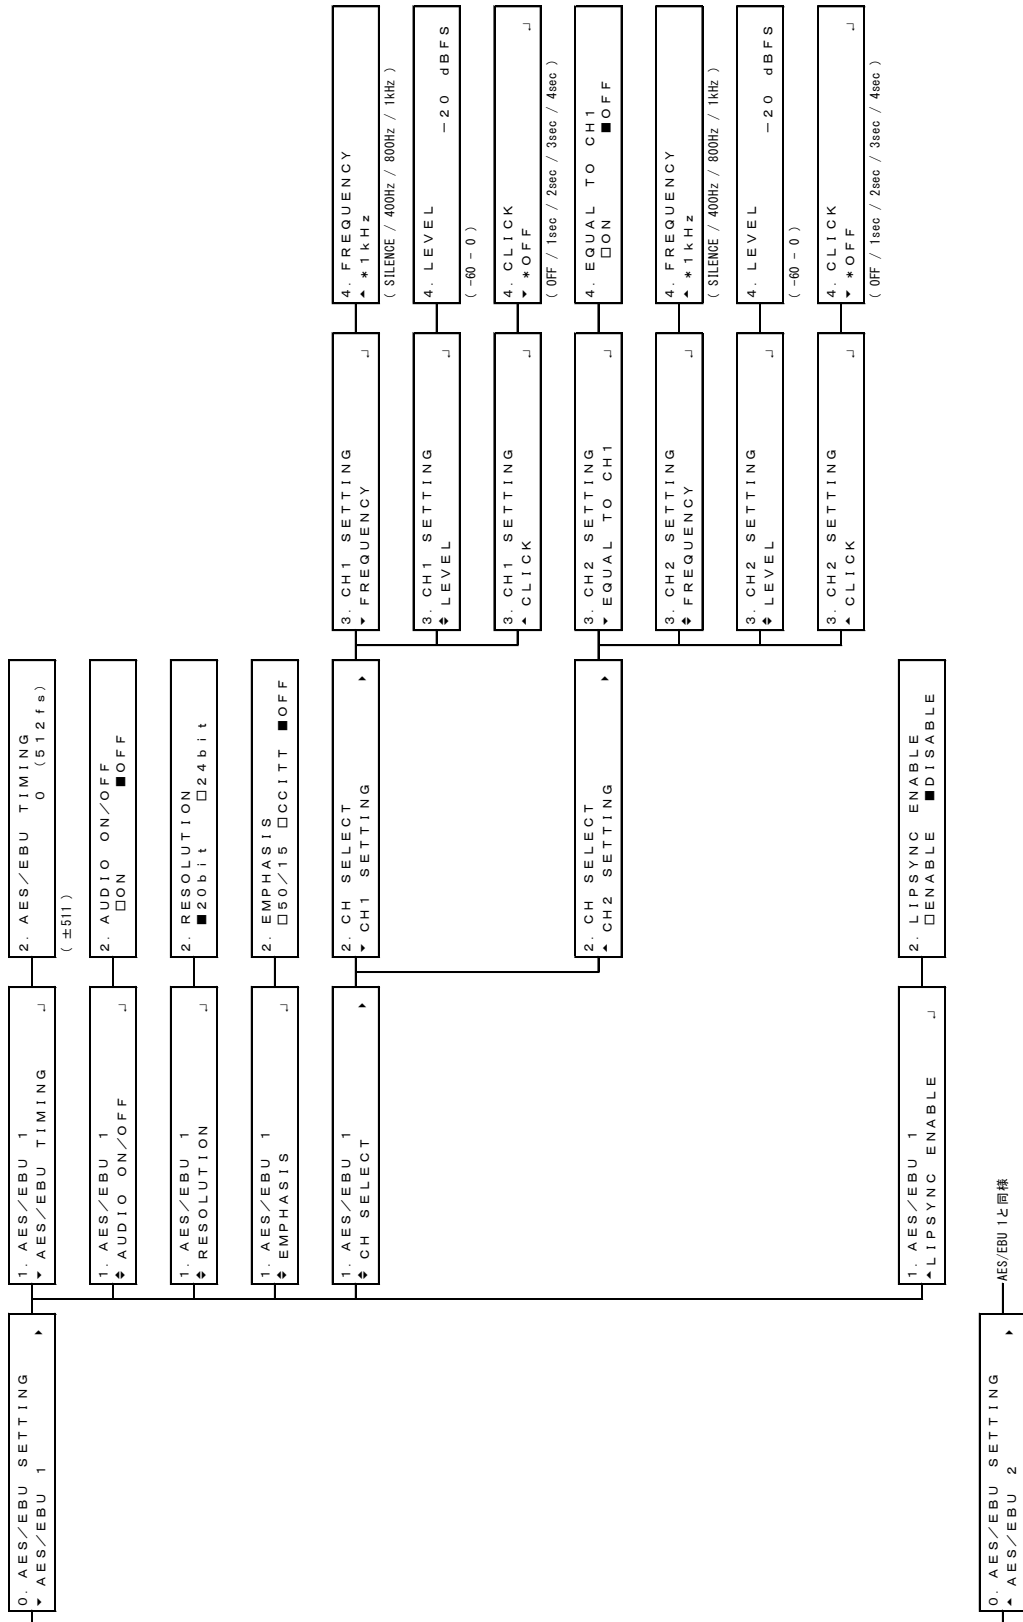 0. AES/EBU SETTING
▼ AES/EBU 1 ▶
1. AES/EBU 1
▼ AES/EBU TIMING ┘
2. AES/EBU TIMING
0 (512fs)
( ±511 )
1. AES/EBU 1
◆ AUDIO ON/OFF ┘
2. AUDIO ON/OFF
□ON ■OFF
1. AES/EBU 1
◆ RESOLUTION ┘
2. RESOLUTION
■20bit □24bit
1. AES/EBU 1
◆ EMPHASIS ┘
2. EMPHASIS
□50/15 □CCITT ■OFF
1. AES/EBU 1
◆ CH SELECT ▶
2. CH SELECT
▼ CH1 SETTING ▶
3. CH1 SETTING
▼ FREQUENCY ┘
4. FREQUENCY
▲ *1kHz
( SILENCE / 400Hz / 800Hz / 1kHz )
3. CH1 SETTING
◆ LEVEL ┘
4. LEVEL
-20 dBFS
( -60 - 0 )
3. CH1 SETTING
▲ CLICK ┘
4. CLICK
▼ *OFF ┘
( OFF / 1sec / 2sec / 3sec / 4sec )
2. CH SELECT
▲ CH2 SETTING ▶
3. CH2 SETTING
▼ EQUAL TO CH1 ┘
4. EQUAL TO CH1
□ON ■OFF
3. CH2 SETTING
◆ FREQUENCY ┘
4. FREQUENCY
▲ *1kHz
( SILENCE / 400Hz / 800Hz / 1kHz )
3. CH2 SETTING
◆ LEVEL ┘
4. LEVEL
-20 dBFS
( -60 - 0 )
3. CH2 SETTING
▲ CLICK ┘
4. CLICK
▼ *OFF ┘
( OFF / 1sec / 2sec / 3sec / 4sec )
1. AES/EBU 1
▲LIPSYNC ENABLE ┘
2. LIPSYNC ENABLE
□ENABLE ■DISABLE
0. AES/EBU SETTING
▲ AES/EBU 2 ▶
AES/EBU 1と同様